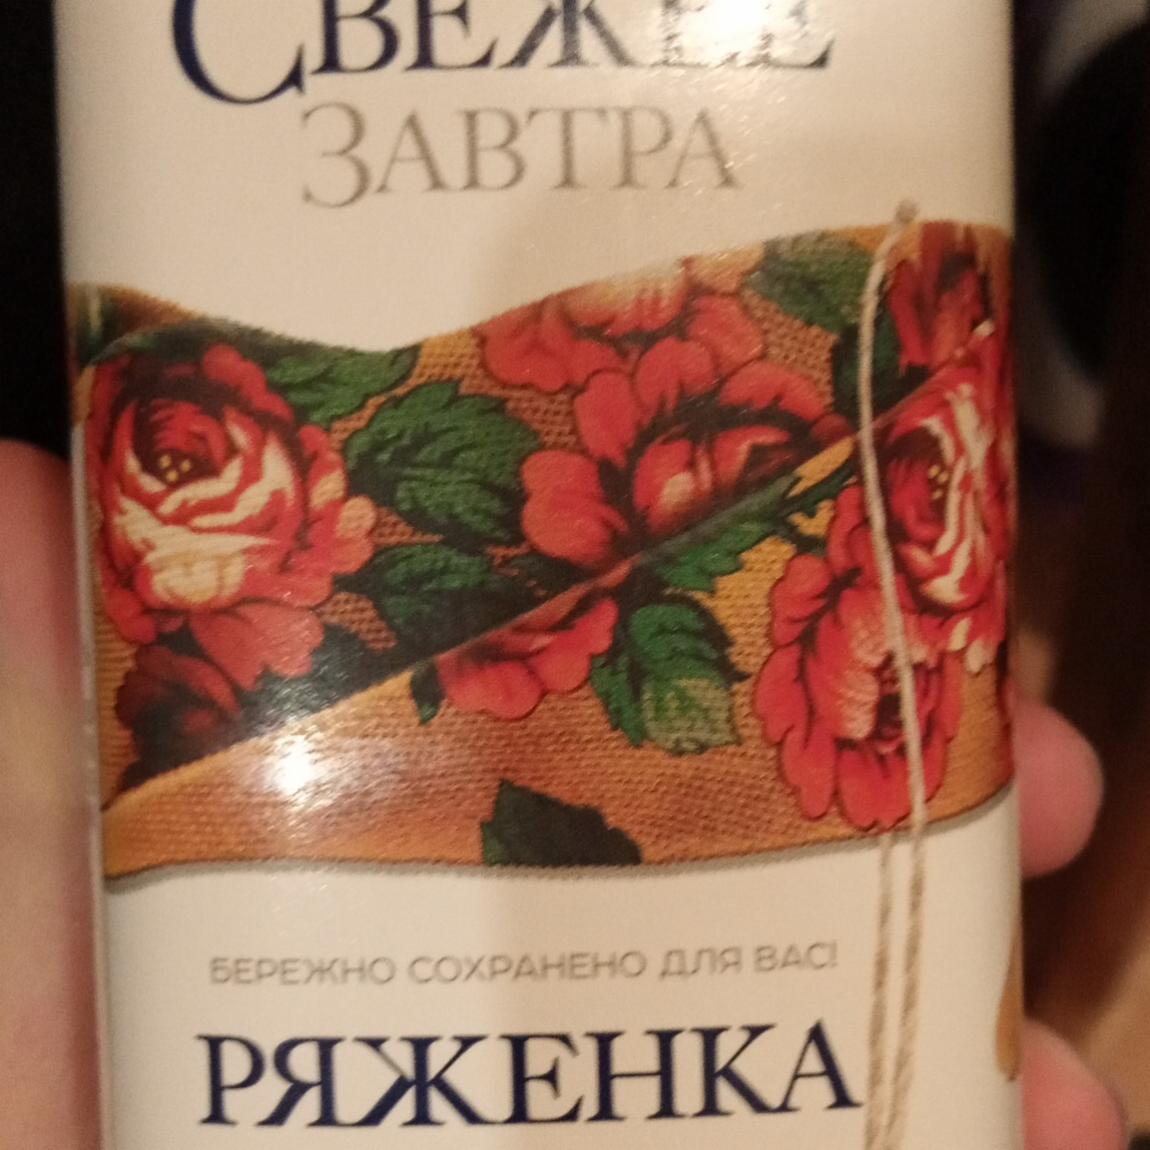 СВЕЖЕЕ
ЗАВТРА
БЕРЕЖНО СОХРАНЕНО ДЛЯ ВАС!
РЯЖЕНКА